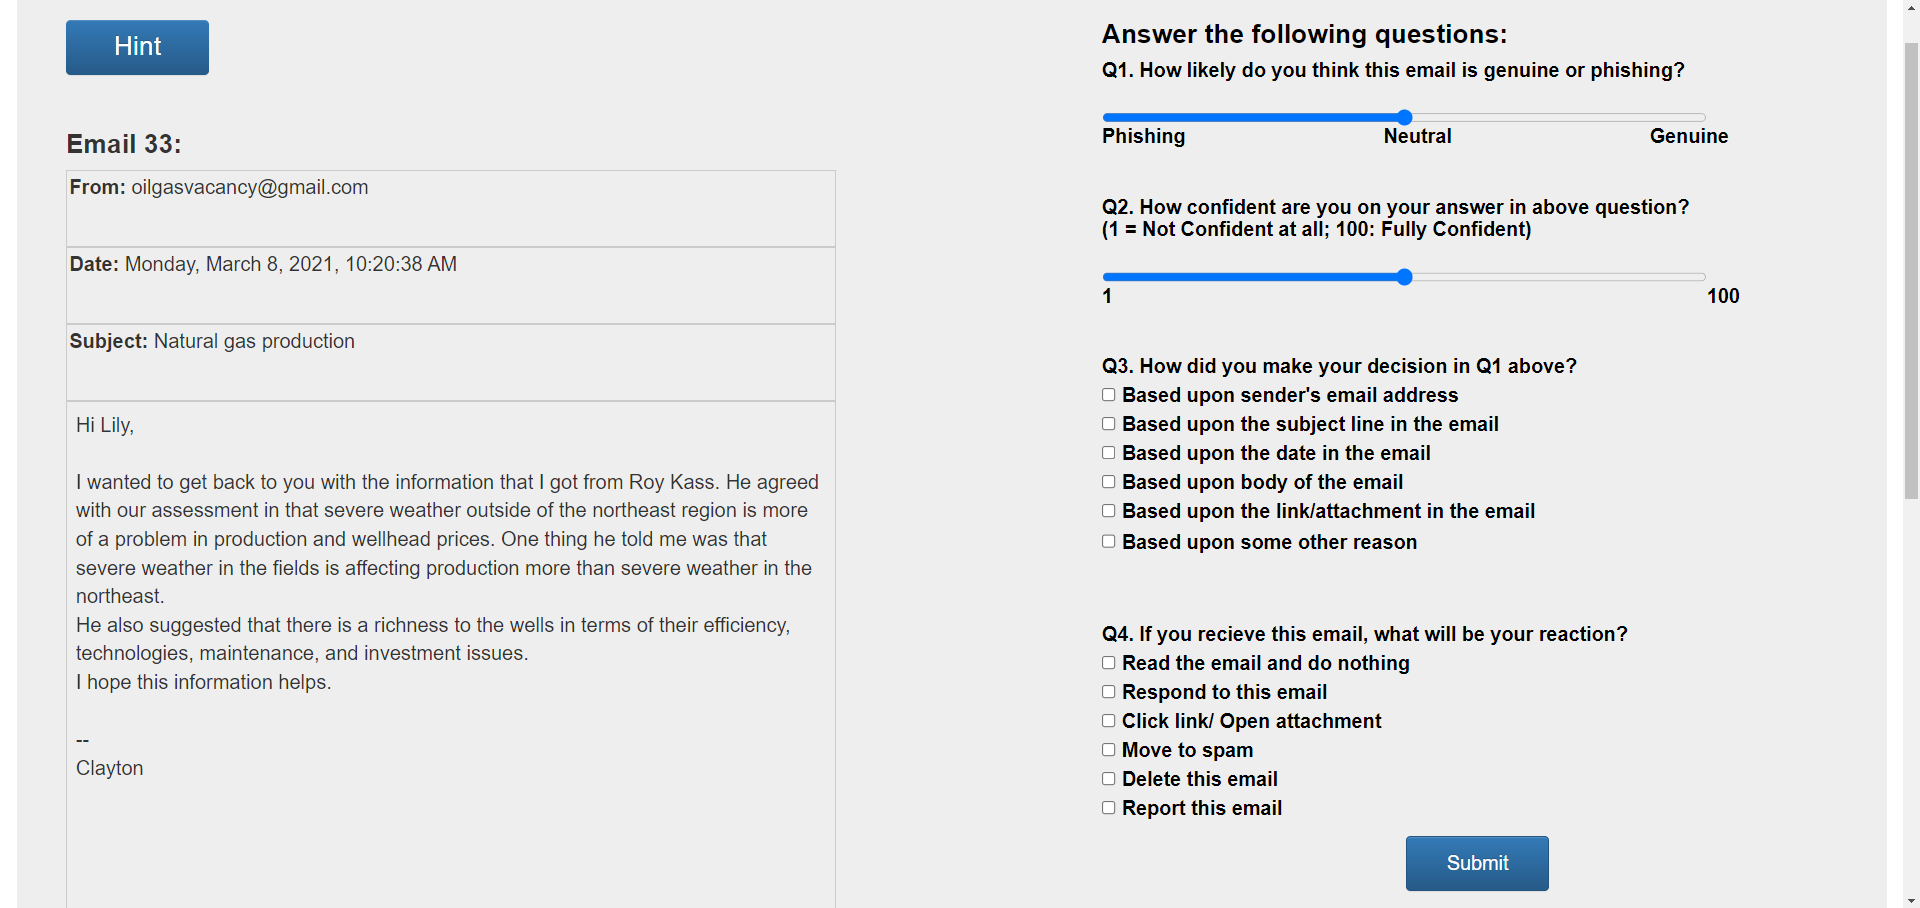 Hint
Email 33:
From: oilgasvacancy@gmail.com
Date: Monday, March 8, 2021, 10:20:38 AM
Subject: Natural gas production
Hi Lily,
I wanted to get back to you with the information that I got from Roy Kass. He agreed
with our assessment in that severe weather outside of the northeast region is more
of a problem in production and wellhead prices. One thing he told me was that
severe weather in the fields is affecting production more than severe weather in the
northeast.
He also suggested that there is a richness to the wells in terms of their efficiency,
technologies, maintenance, and investment issues.
I hope this information helps.
--
Clayton
Answer the following questions:
Q1. How likely do you think this email is genuine or phishing?
Phishing Neutral Genuine
Q2. How confident are you on your answer in above question?
(1 = Not Confident at all; 100: Fully Confident)
1 100
Q3. How did you make your decision in Q1 above?
Based upon sender's email address
Based upon the subject line in the email
Based upon the date in the email
Based upon body of the email
Based upon the link/attachment in the email
Based upon some other reason
Q4. If you recieve this email, what will be your reaction?
Read the email and do nothing
Respond to this email
Click link/ Open attachment
Move to spam
Delete this email
Report this email
Submit